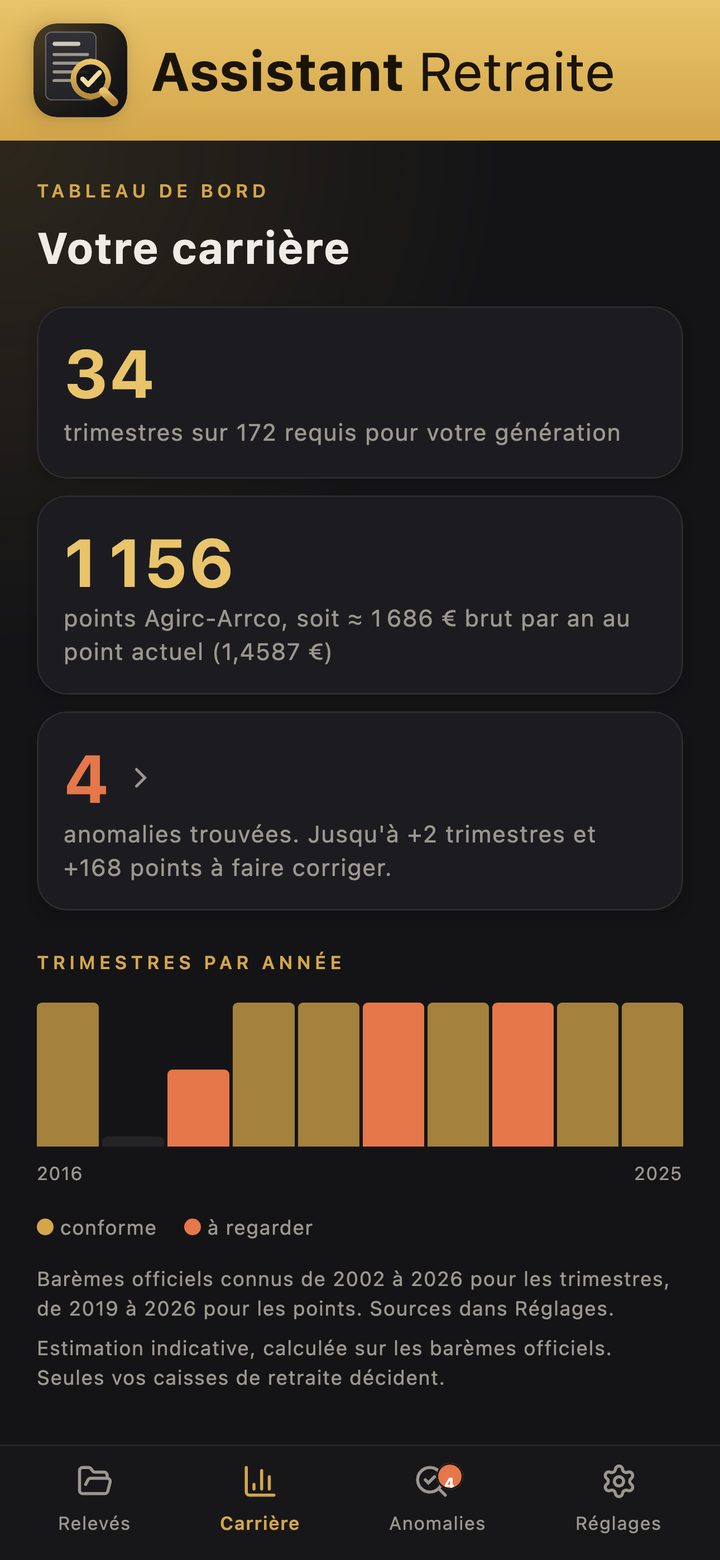 Assistant Retraite
TABLEAU DE BORD
Votre carrière
34
trimestres sur 172 requis pour votre génération
1 156
points Agirc-Arrco, soit ≈ 1 686 € brut par an au
point actuel (1,4587 €)
4
anomalies trouvées. Jusqu'à +2 trimestres et
+168 points à faire corriger.
TRIMESTRES PAR ANNÉE
2016 2025
conforme à regarder
Barèmes officiels connus de 2002 à 2026 pour les trimestres,
de 2019 à 2026 pour les points. Sources dans Réglages.
Estimation indicative, calculée sur les barèmes officiels.
Seules vos caisses de retraite décident.
4
Relevés Carrière Anomalies Réglages